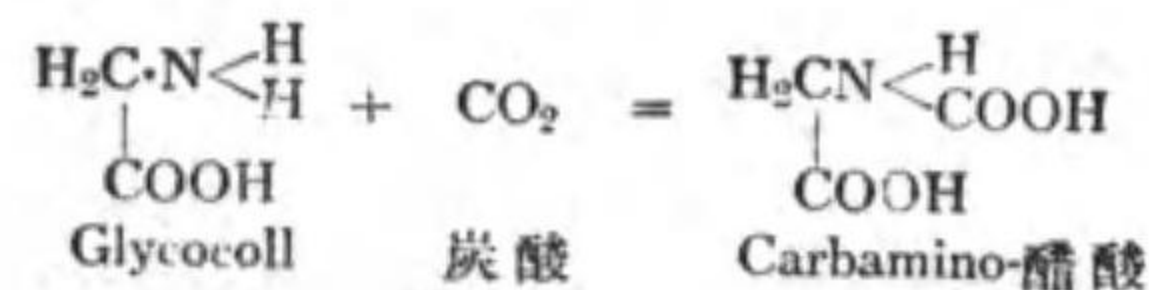 H₂C·N<H
H
+ CO₂ =
H₂CN<H
COOH
COOH
COOH
Glycocoll 炭酸 Carbamino-醋酸